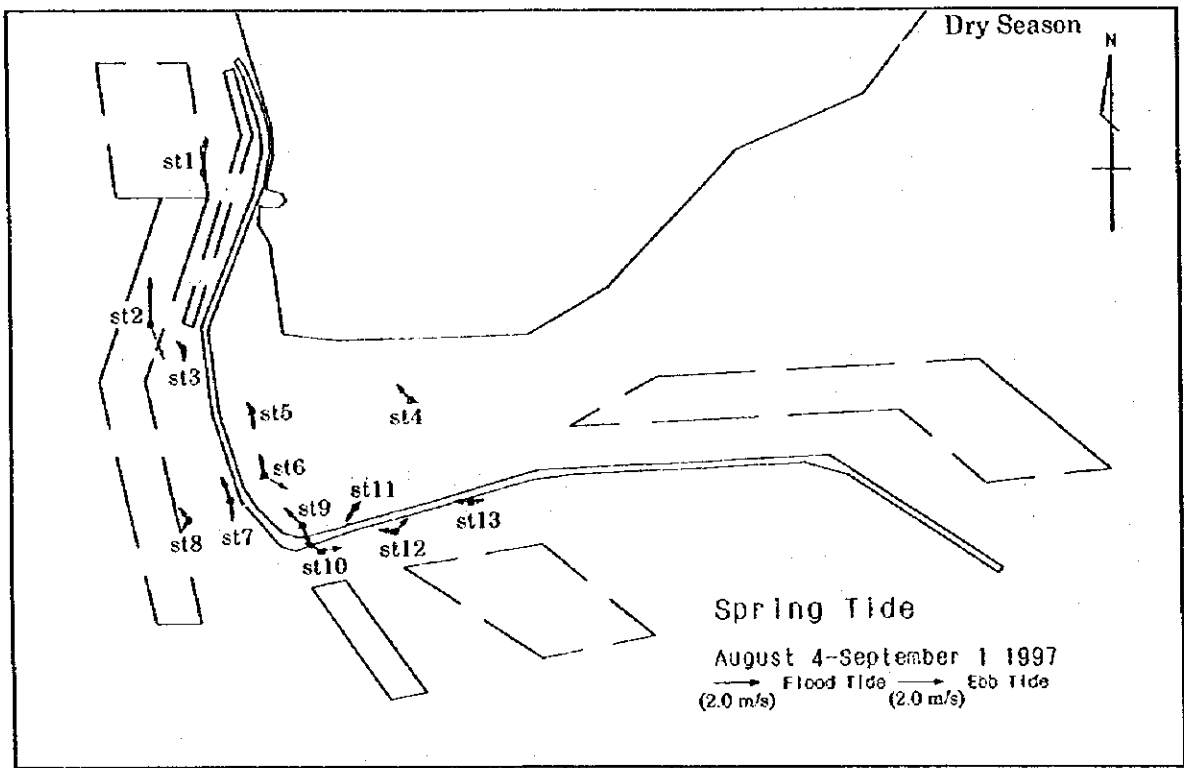 Dry Season
N
st1
st2
st3
st4
st5
st6
st7
st8
st9
st10
st11
st12
st13
Spring Tide
August 4-September 1 1997
Flood Tide Ebb Tide
(2.0 m/s) (2.0 m/s)